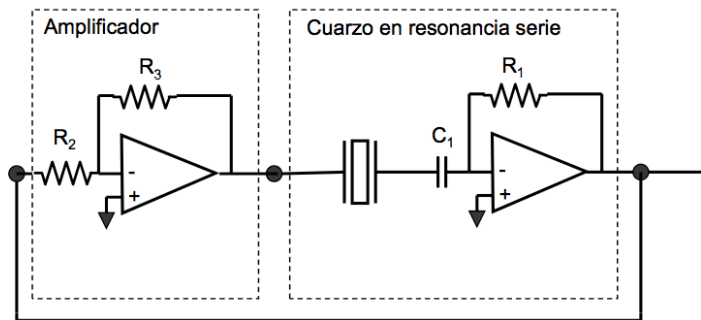 Amplificador
Cuarzo en resonancia serie
R3
R1
R2
C1
-
+
-
+